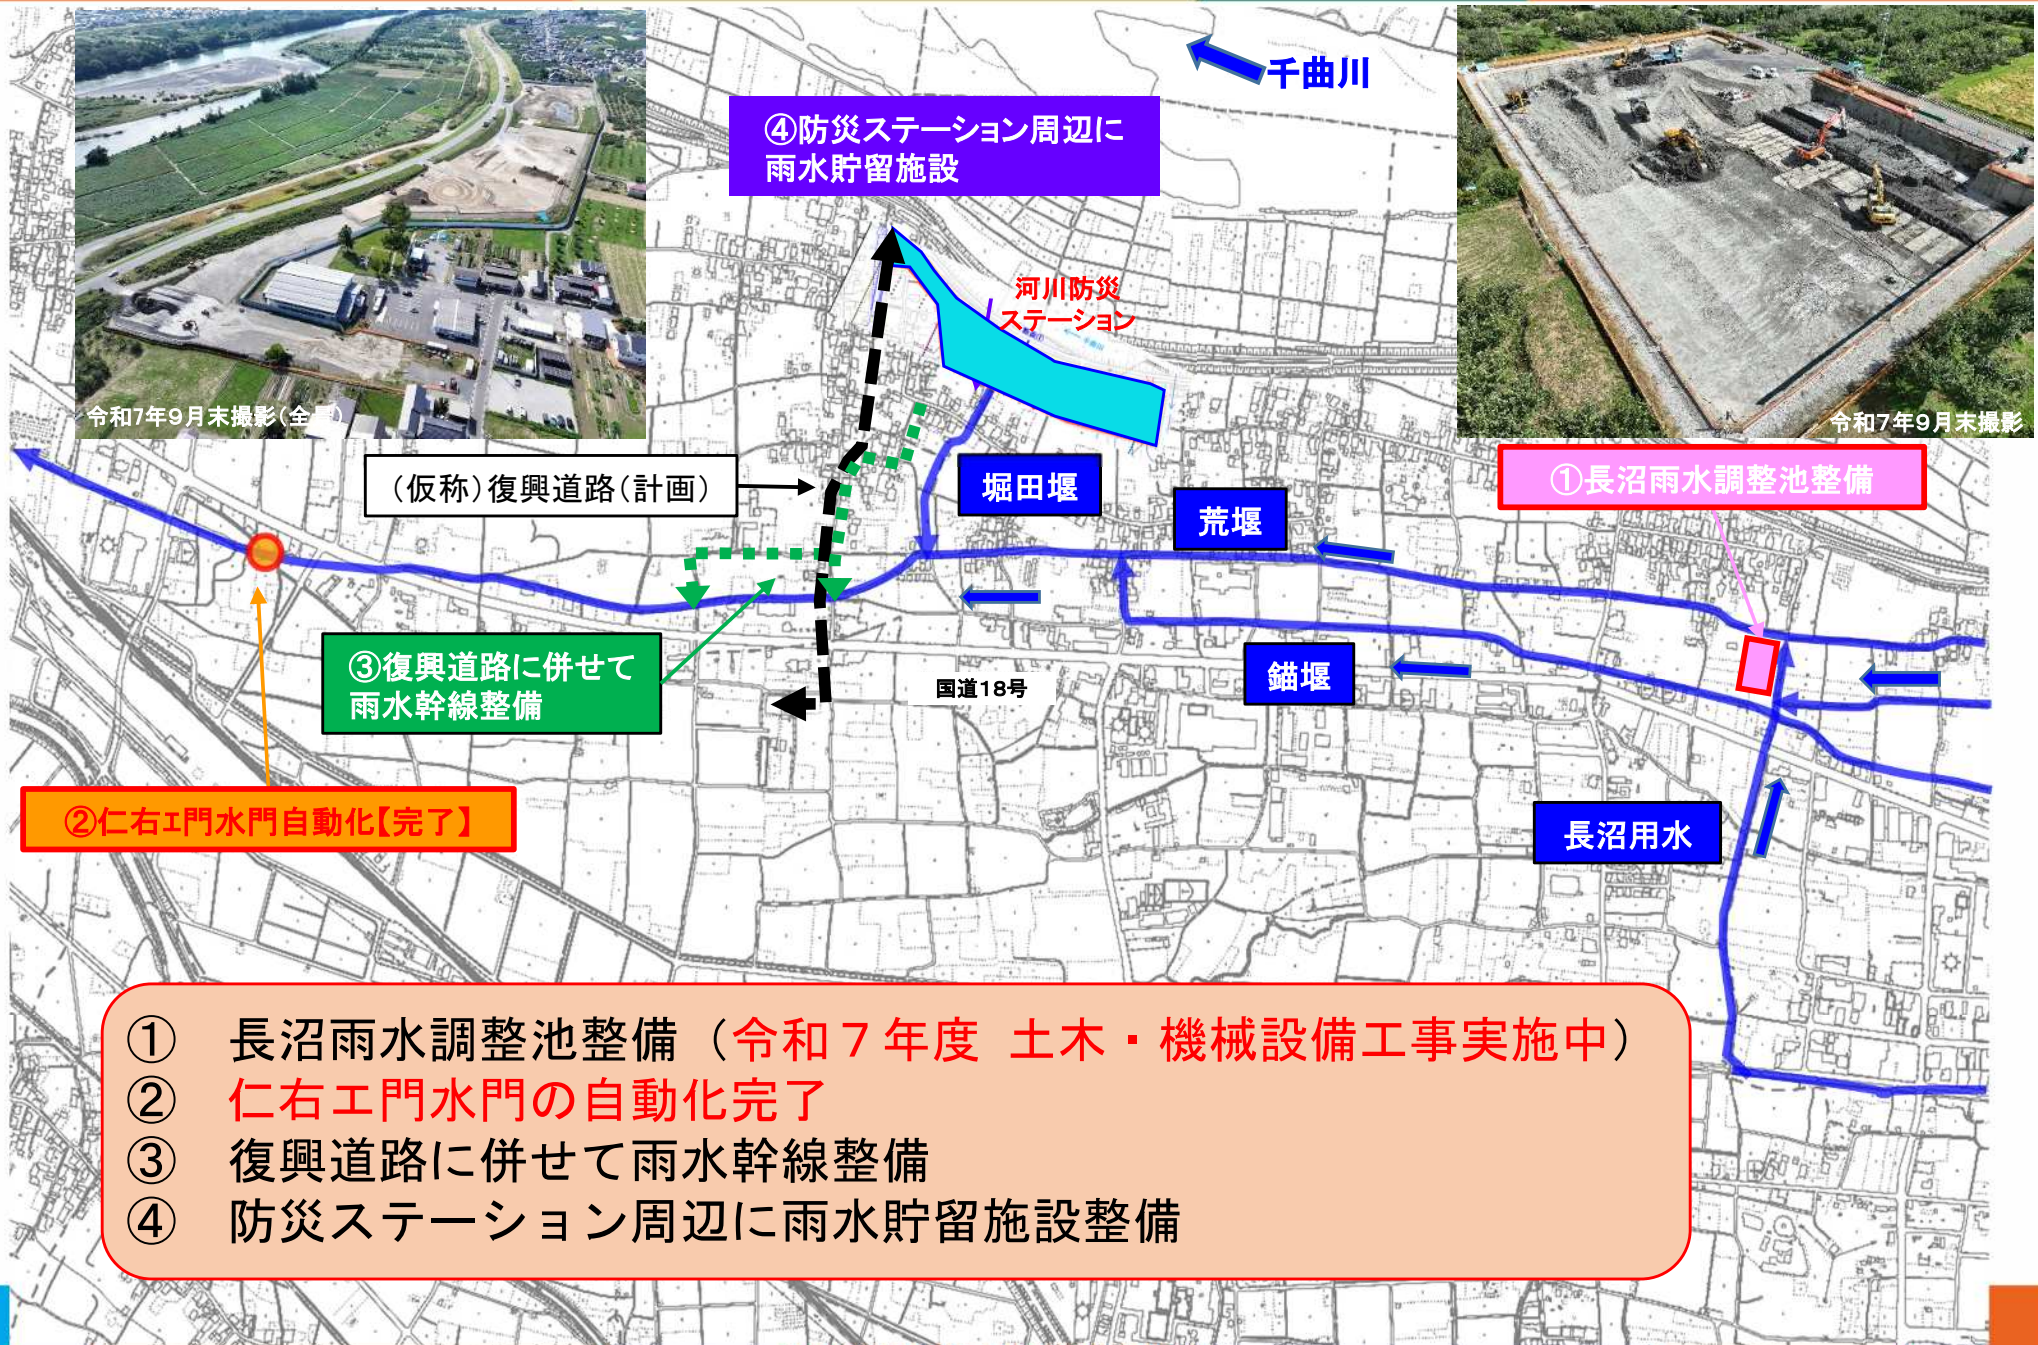 千曲川
④防災ステーション周辺に
雨水貯留施設
河川防災
ステーション
令和7年9月末撮影(全景)
令和7年9月末撮影
(仮称)復興道路(計画)
堀田堰
荒堰
①長沼雨水調整池整備
③復興道路に併せて
雨水幹線整備
国道18号
錨堰
②仁右エ門水門自動化【完了】
長沼用水
① 長沼雨水調整池整備（令和７年度 土木・機械設備工事実施中）
② 仁右エ門水門の自動化完了
③ 復興道路に併せて雨水幹線整備
④ 防災ステーション周辺に雨水貯留施設整備